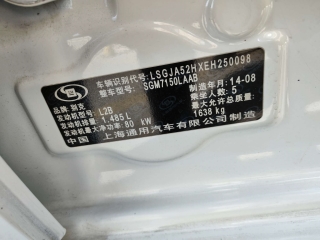 车辆识别代号: LSGJA52HXEH250098
整车型号: SGM7150LAAB
品牌: 别克 制造年月: 14-08
发动机型号: L2B 乘坐人数: 5
发动机排量: 1.485 L 最大允许总质量:
发动机最大净功率: 80 kW 1638 kg
中国 上海通用汽车有限公司制造